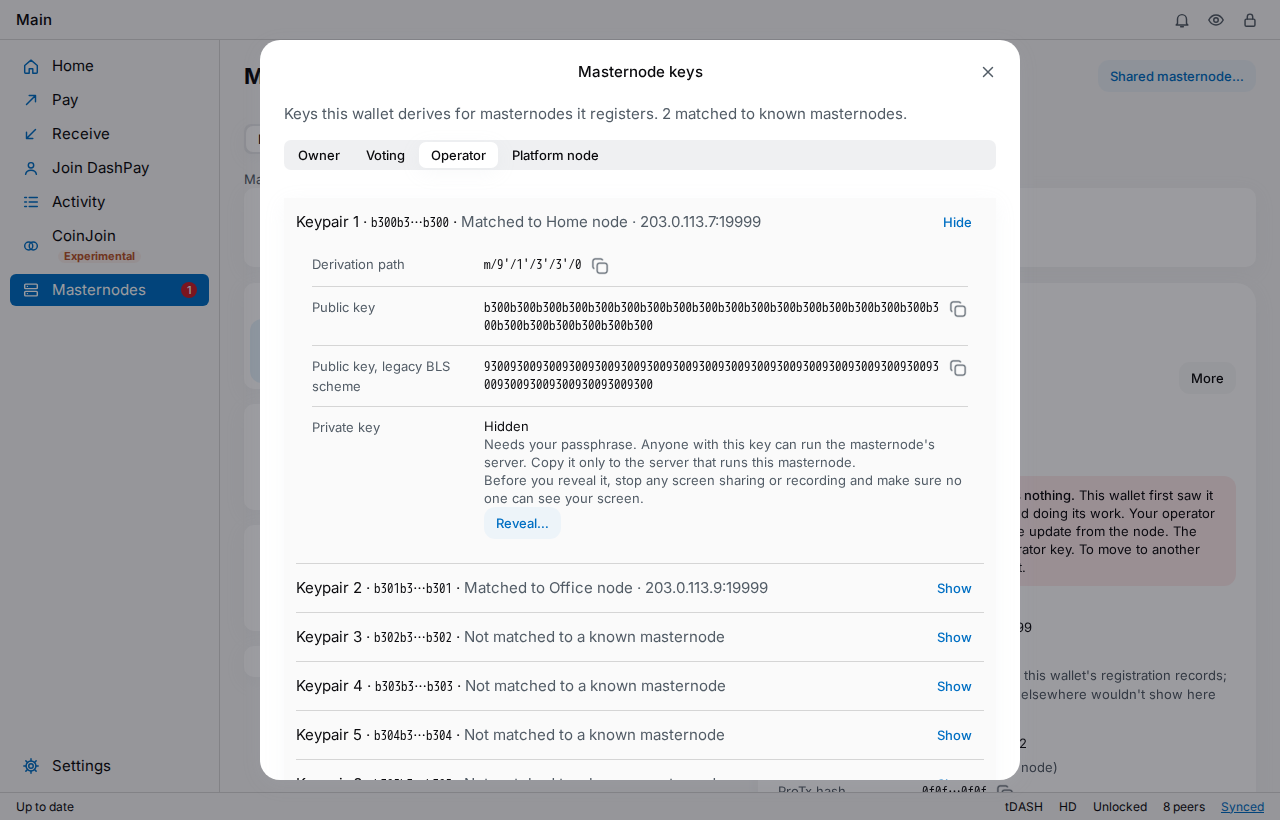 Main
Home
Pay
Receive
Join DashPay
Activity
CoinJoin
Experimental
Masternodes 1
Settings
Shared masternode...
More
nothing. This wallet first saw it
d doing its work. Your operator
update from the node. The
rator key. To move to another
this wallet's registration records;
elsewhere wouldn't show here
node)
ProTx hash 0f0f···0f0f
Masternode keys
Keys this wallet derives for masternodes it registers. 2 matched to known masternodes.
Owner Voting Operator Platform node
Keypair 1 · b300b3···b300 · Matched to Home node · 203.0.113.7:19999 Hide
Derivation path m/9'/1'/3'/3'/0
Public key b300b300b300b300b300b300b300b300b300b300b300b300b300b300b300b300b300b3
00b300b300b300b300b300b300
Public key, legacy BLS scheme 9300930093009300930093009300930093009300930093009300930093009300930093
00930093009300930093009300
Private key Hidden
Needs your passphrase. Anyone with this key can run the masternode's
server. Copy it only to the server that runs this masternode.
Before you reveal it, stop any screen sharing or recording and make sure no
one can see your screen.
Reveal...
Keypair 2 · b301b3···b301 · Matched to Office node · 203.0.113.9:19999 Show
Keypair 3 · b302b3···b302 · Not matched to a known masternode Show
Keypair 4 · b303b3···b303 · Not matched to a known masternode Show
Keypair 5 · b304b3···b304 · Not matched to a known masternode Show
Up to date
tDASH HD Unlocked 8 peers Synced